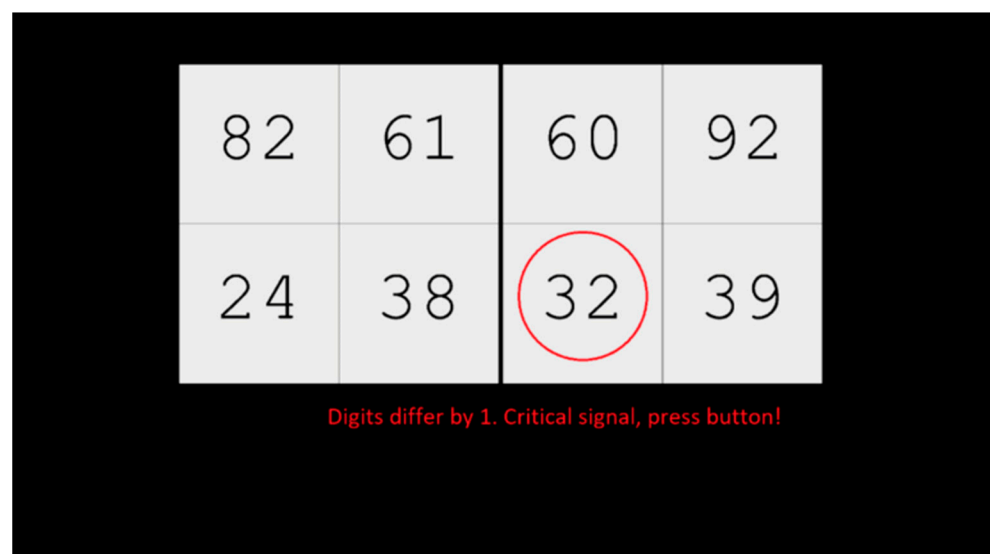 82 61 60 92
24 38 32 39
Digits differ by 1. Critical signal, press button!